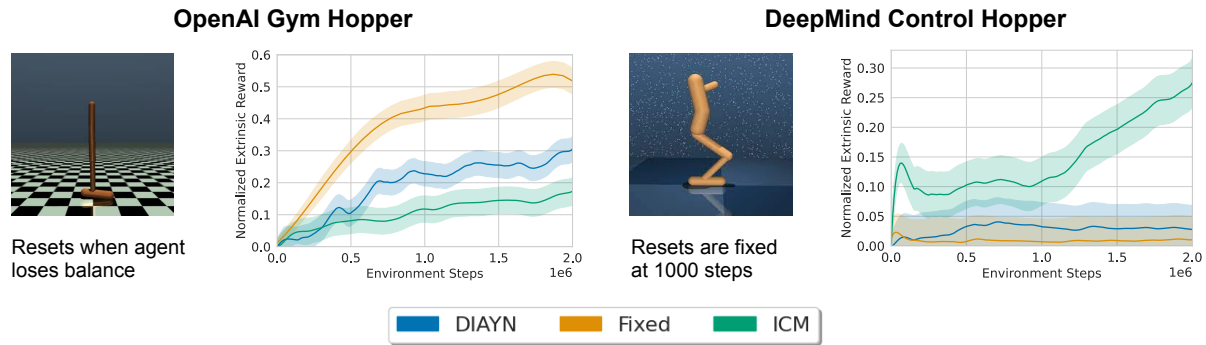 OpenAI Gym Hopper
DeepMind Control Hopper
Normalized Extrinsic Reward
0.6
0.5
0.4
0.3
0.2
0.1
0.0
0.0
0.5
1.0
1.5
2.0
Environment Steps
1e6
Resets when agent
loses balance
Normalized Extrinsic Reward
0.30
0.25
0.20
0.15
0.10
0.05
0.00
0.0
0.5
1.0
1.5
2.0
Environment Steps
1e6
Resets are fixed
at 1000 steps
DIAYN
Fixed
ICM